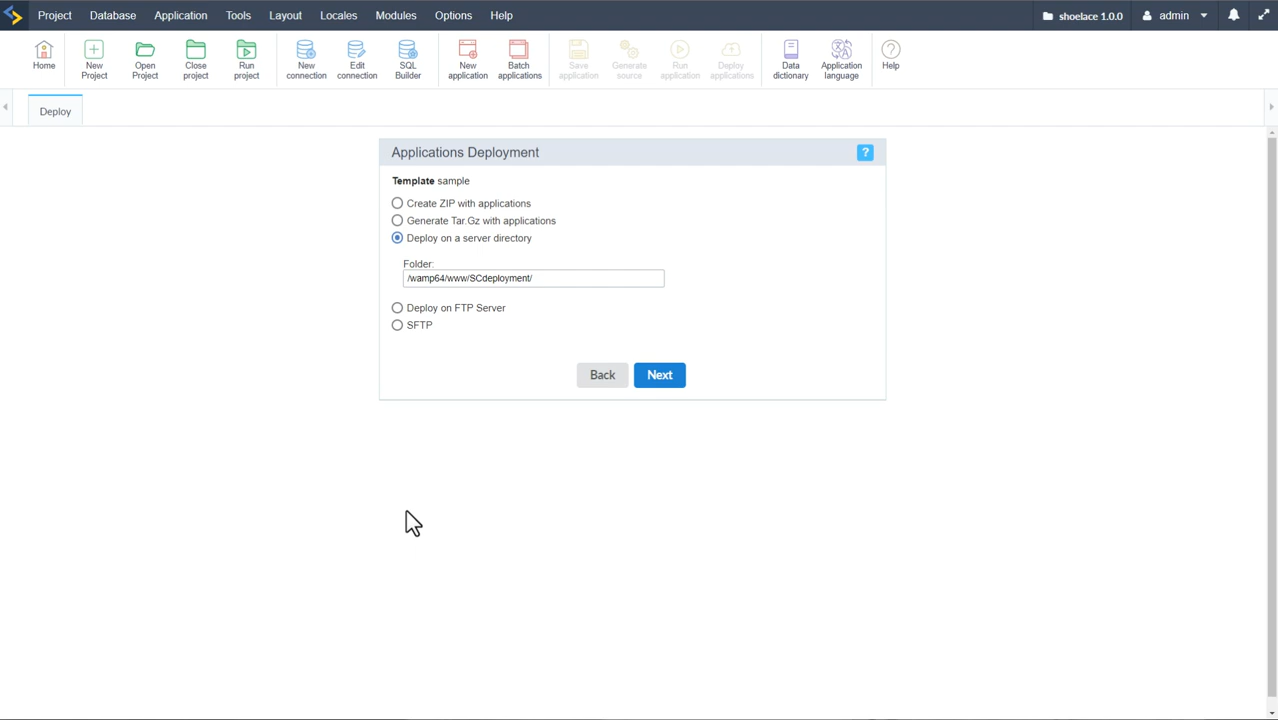 Project Database Application Tools Layout Locales Modules Options Help shoelace 1.0.0 admin
Home New Project Open Project Close project Run project New connection Edit connection SQL Builder New application Batch applications Save application Generate source Run application Deploy applications Data dictionary Application language Help
Deploy
Applications Deployment ?
Template sample
Create ZIP with applications
Generate Tar.Gz with applications
Deploy on a server directory
Folder:
/wamp64/www/SCdeployment/
Deploy on FTP Server
SFTP
Back Next